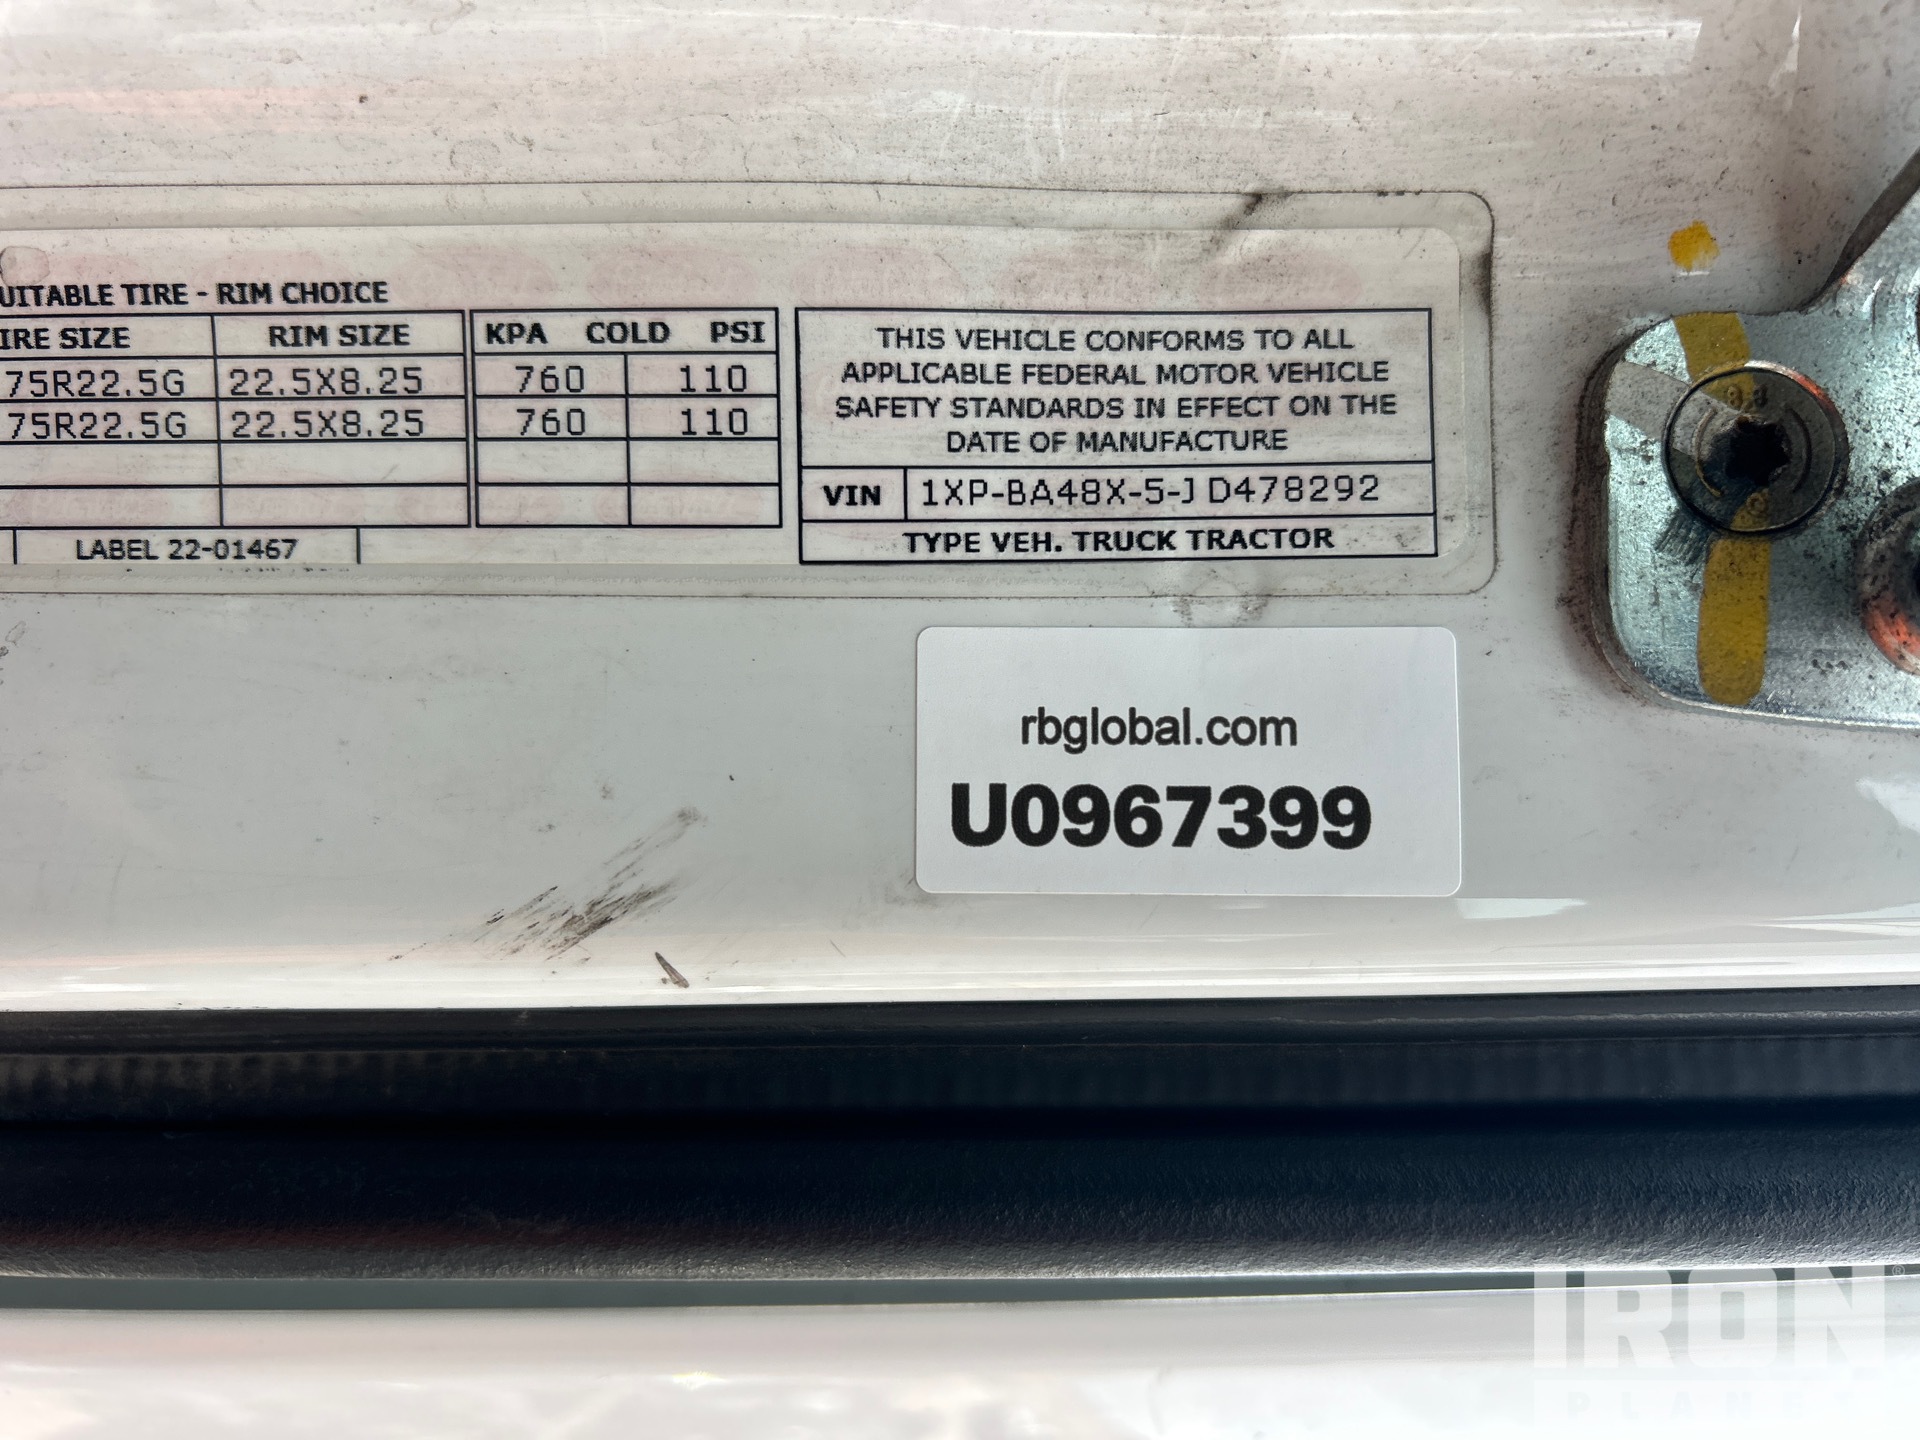 UITABLE TIRE - RIM CHOICE
IRE SIZE RIM SIZE KPA COLD PSI
75R22.5G 22.5X8.25 760 110
75R22.5G 22.5X8.25 760 110
LABEL 22-01467
THIS VEHICLE CONFORMS TO ALL
APPLICABLE FEDERAL MOTOR VEHICLE
SAFETY STANDARDS IN EFFECT ON THE
DATE OF MANUFACTURE
VIN 1XP-BA48X-5-JD478292
TYPE VEH. TRUCK TRACTOR
rbglobal.com
U0967399
IRON
PLANET